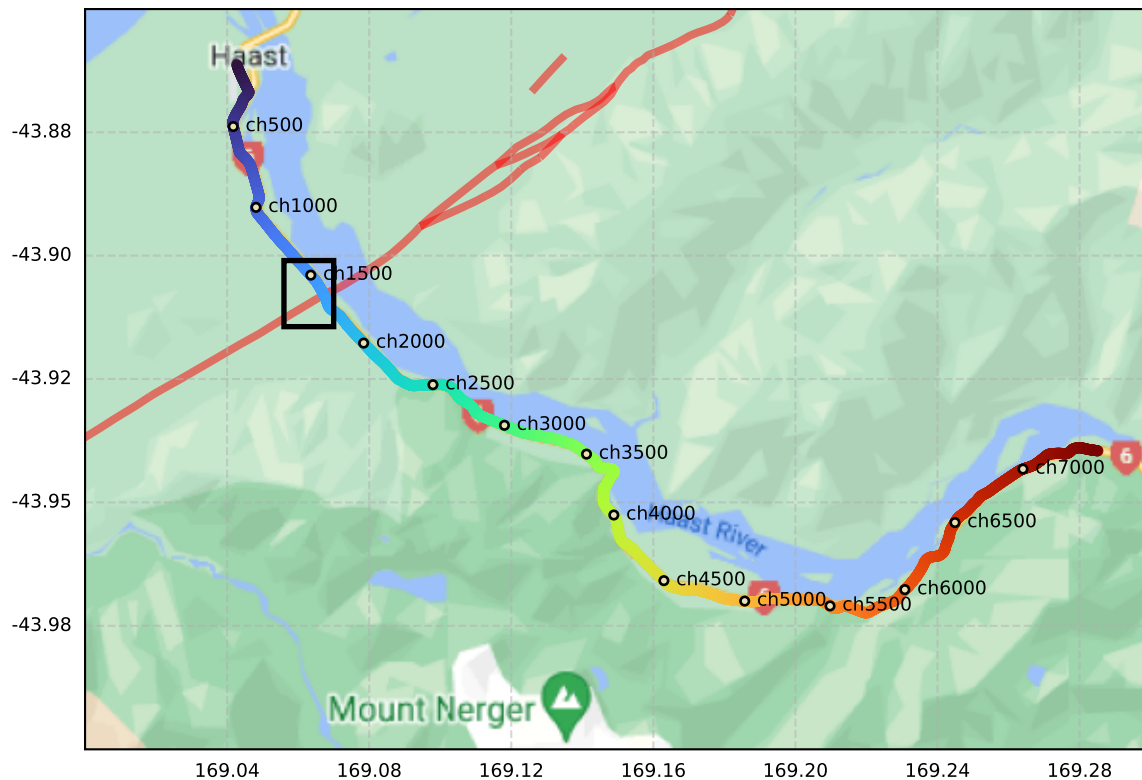 Haast
-43.88
ch500
ch1000
-43.90
ch1500
ch2000
-43.92
ch2500
ch3000
ch3500
6
ch7000
-43.95
ch4000
Haast River
ch6500
ch4500
ch6000
ch5000
ch5500
-43.98
Mount Nerger
169.04
169.08
169.12
169.16
169.20
169.24
169.28